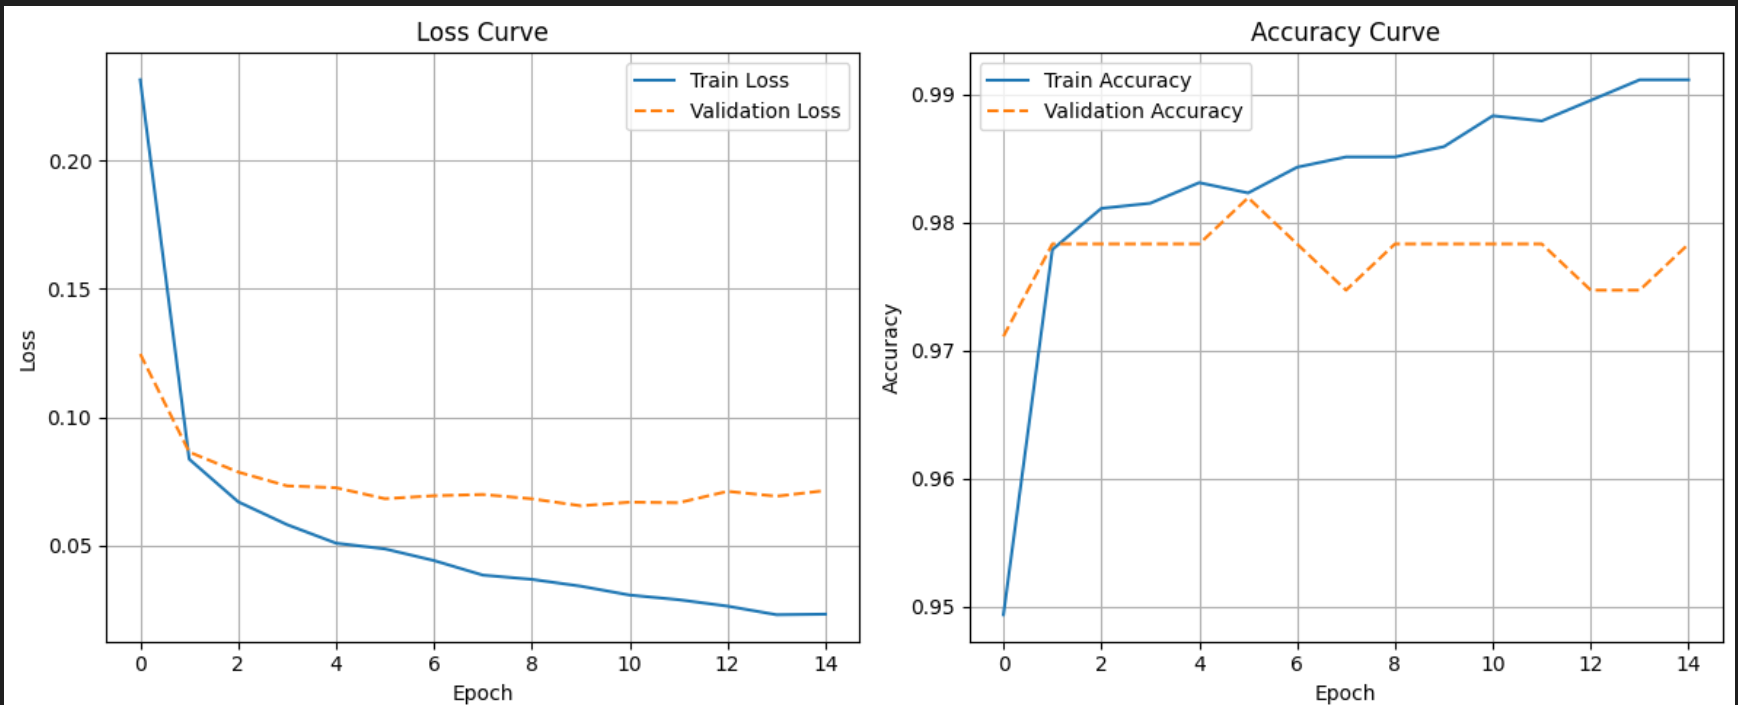 Loss Curve
Train Loss
Validation Loss
0.20
0.15
0.10
0.05
Loss
0 2 4 6 8 10 12 14
Epoch
Accuracy Curve
Train Accuracy
Validation Accuracy
0.99
0.98
0.97
0.96
0.95
Accuracy
0 2 4 6 8 10 12 14
Epoch